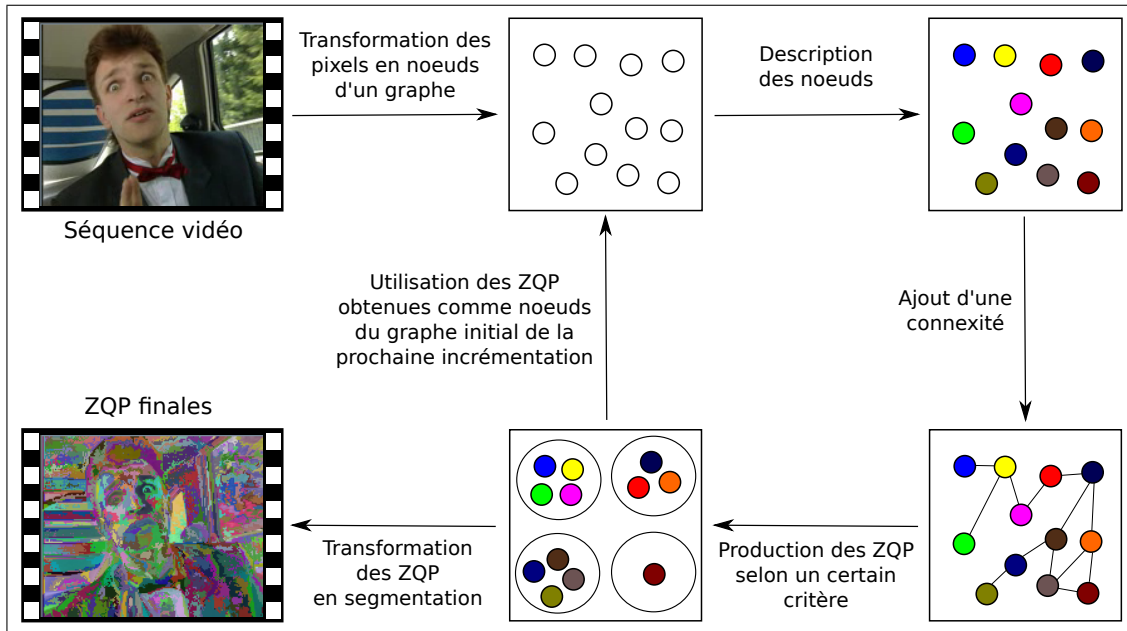 Transformation des
pixels en noeuds
d'un graphe
Description
des noeuds
Séquence vidéo
Utilisation des ZQP
obtenues comme noeuds
du graphe initial de la
prochaine incrémentation
Ajout d'une
connexité
ZQP finales
Transformation
des ZQP
en segmentation
Production des ZQP
selon un certain
critère